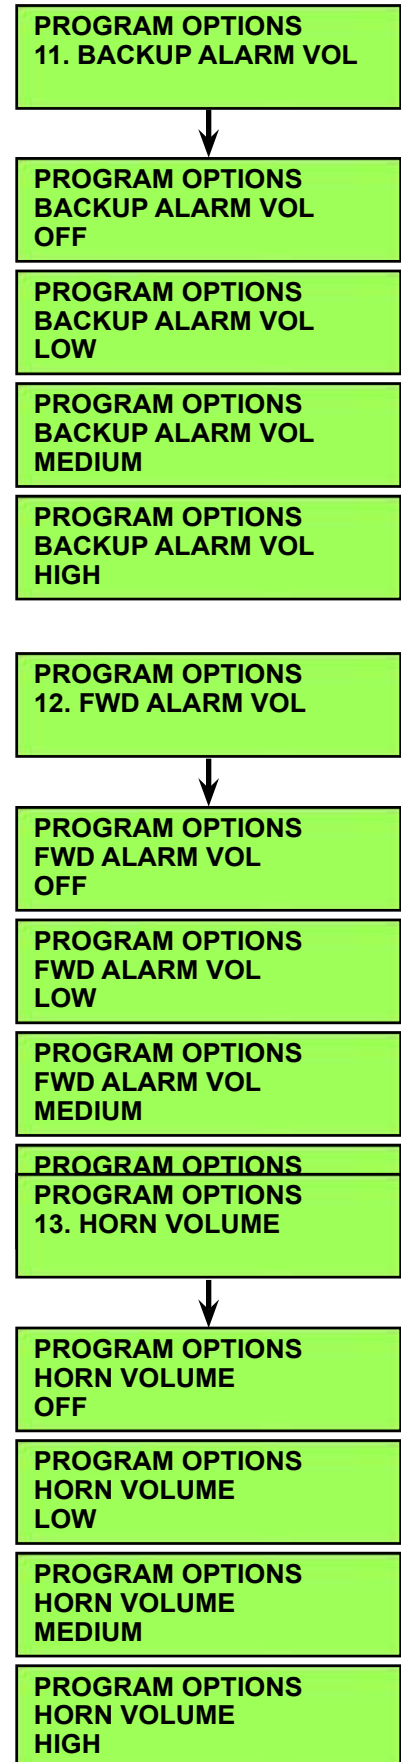 PROGRAM OPTIONS
11. BACKUP ALARM VOL
PROGRAM OPTIONS
BACKUP ALARM VOL
OFF
PROGRAM OPTIONS
BACKUP ALARM VOL
LOW
PROGRAM OPTIONS
BACKUP ALARM VOL
MEDIUM
PROGRAM OPTIONS
BACKUP ALARM VOL
HIGH
PROGRAM OPTIONS
12. FWD ALARM VOL
PROGRAM OPTIONS
FWD ALARM VOL
OFF
PROGRAM OPTIONS
FWD ALARM VOL
LOW
PROGRAM OPTIONS
FWD ALARM VOL
MEDIUM
PROGRAM OPTIONS
PROGRAM OPTIONS
13. HORN VOLUME
PROGRAM OPTIONS
HORN VOLUME
OFF
PROGRAM OPTIONS
HORN VOLUME
LOW
PROGRAM OPTIONS
HORN VOLUME
MEDIUM
PROGRAM OPTIONS
HORN VOLUME
HIGH